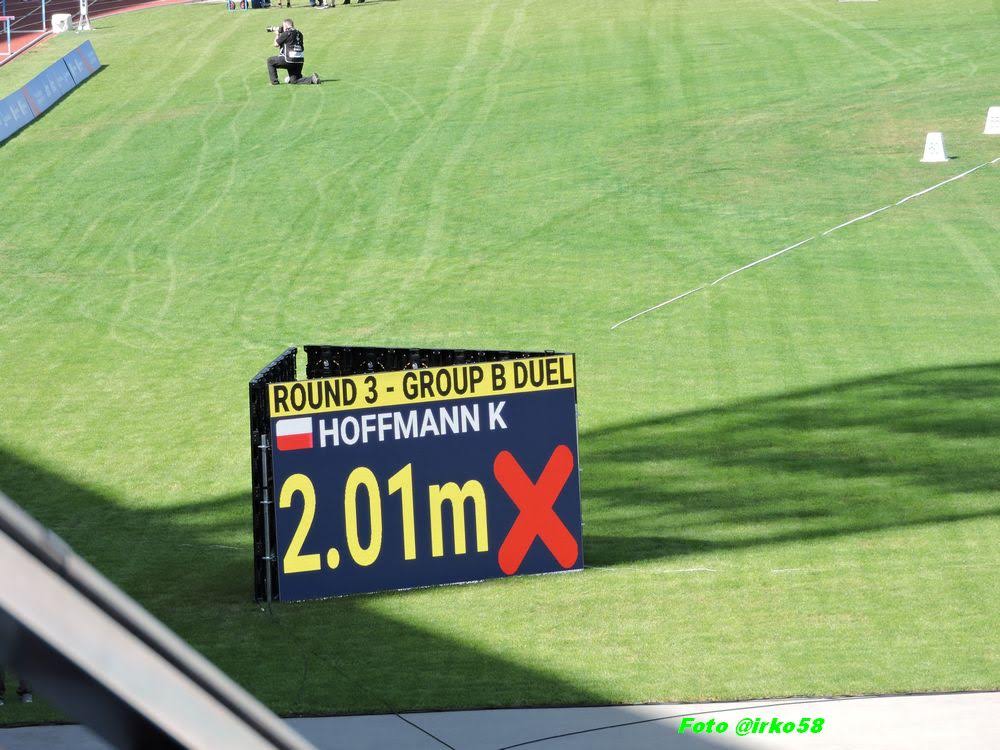 ROUND 3 - GROUP B DUEL
HOFFMANN K
2.01m
Foto @irko58